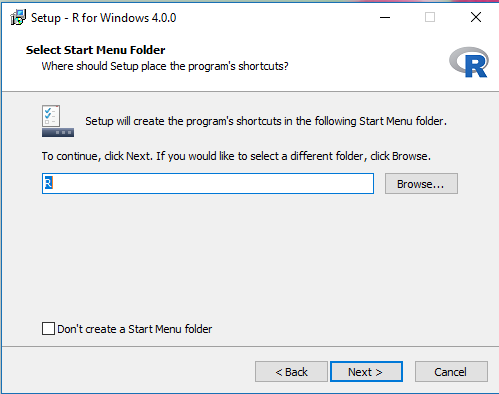 Setup - R for Windows 4.0.0
Select Start Menu Folder
Where should Setup place the program's shortcuts?
R
Setup will create the program's shortcuts in the following Start Menu folder.
To continue, click Next. If you would like to select a different folder, click Browse.
R
Browse...
Don't create a Start Menu folder
< Back
Next >
Cancel